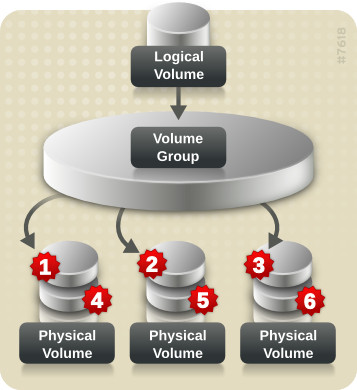 #7618
Logical
Volume
Volume
Group
1
2
3
4
5
6
Physical
Volume
Physical
Volume
Physical
Volume